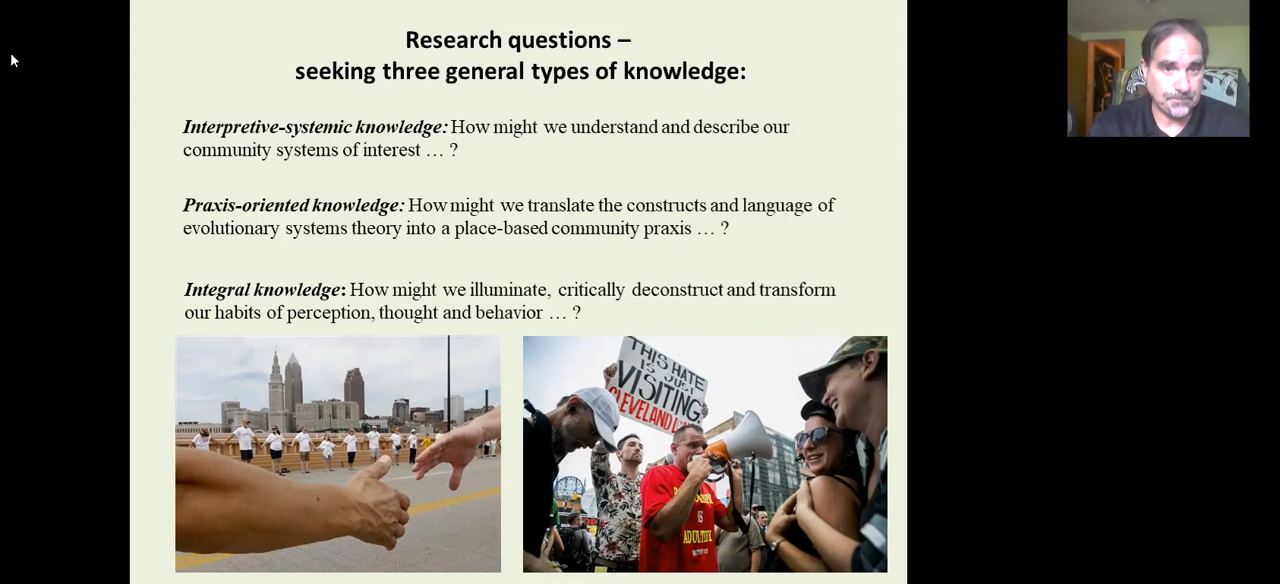 Research questions –
seeking three general types of knowledge:
Interpretive-systemic knowledge: How might we understand and describe our
community systems of interest … ?
Praxis-oriented knowledge: How might we translate the constructs and language of
evolutionary systems theory into a place-based community praxis … ?
Integral knowledge: How might we illuminate, critically deconstruct and transform
our habits of perception, thought and behavior … ?
THIS HATE
IS JUST
VISITING
CLEVELAND
IS
ADULTERY